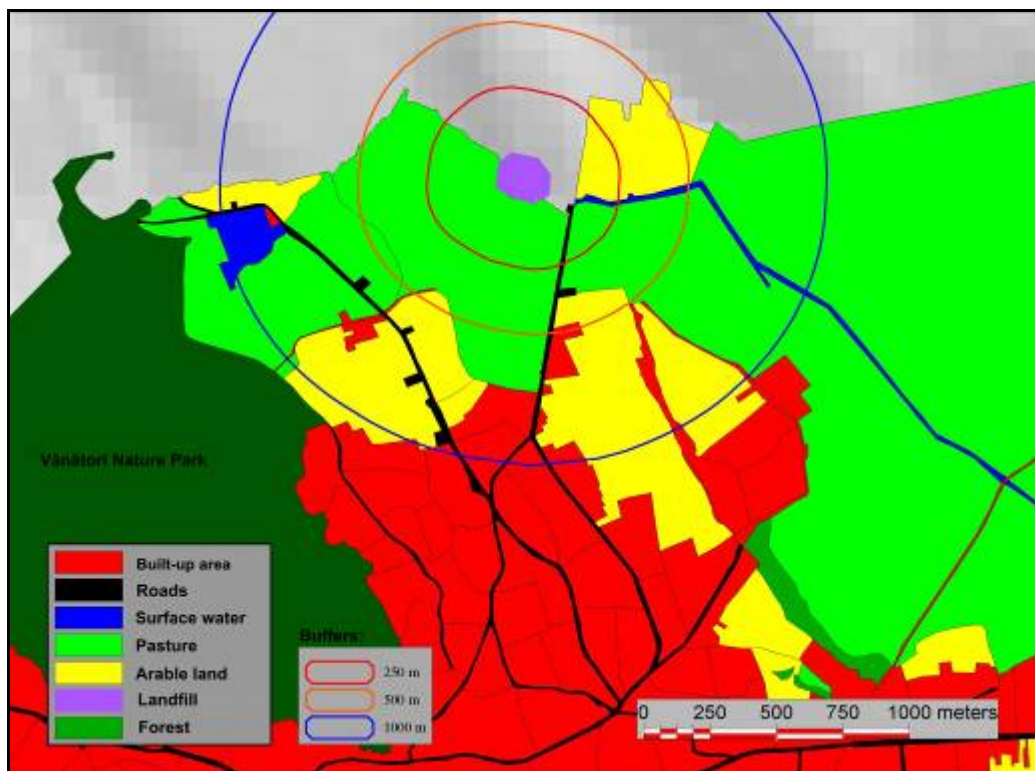 Vânători Nature Park
Built-up area
Roads
Surface water
Pasture
Arable land
Landfill
Forest
Buffers:
250 m
500 m
1000 m
0 250 500 750 1000 meters